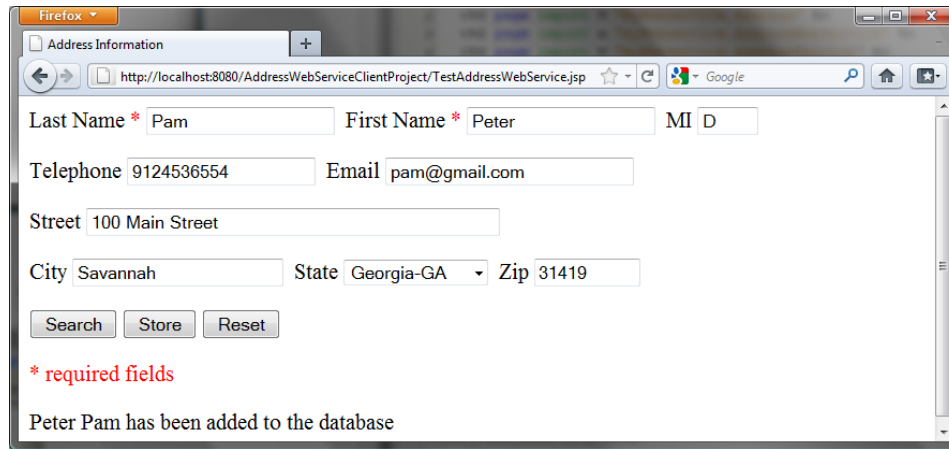 Firefox
Address Information
http://localhost:8080/AddressWebServiceClientProject/TestAddressWebService.jsp Google
Last Name * Pam First Name * Peter MI D
Telephone 9124536554 Email pam@gmail.com
Street 100 Main Street
City Savannah State Georgia-GA Zip 31419
Search Store Reset
* required fields
Peter Pam has been added to the database